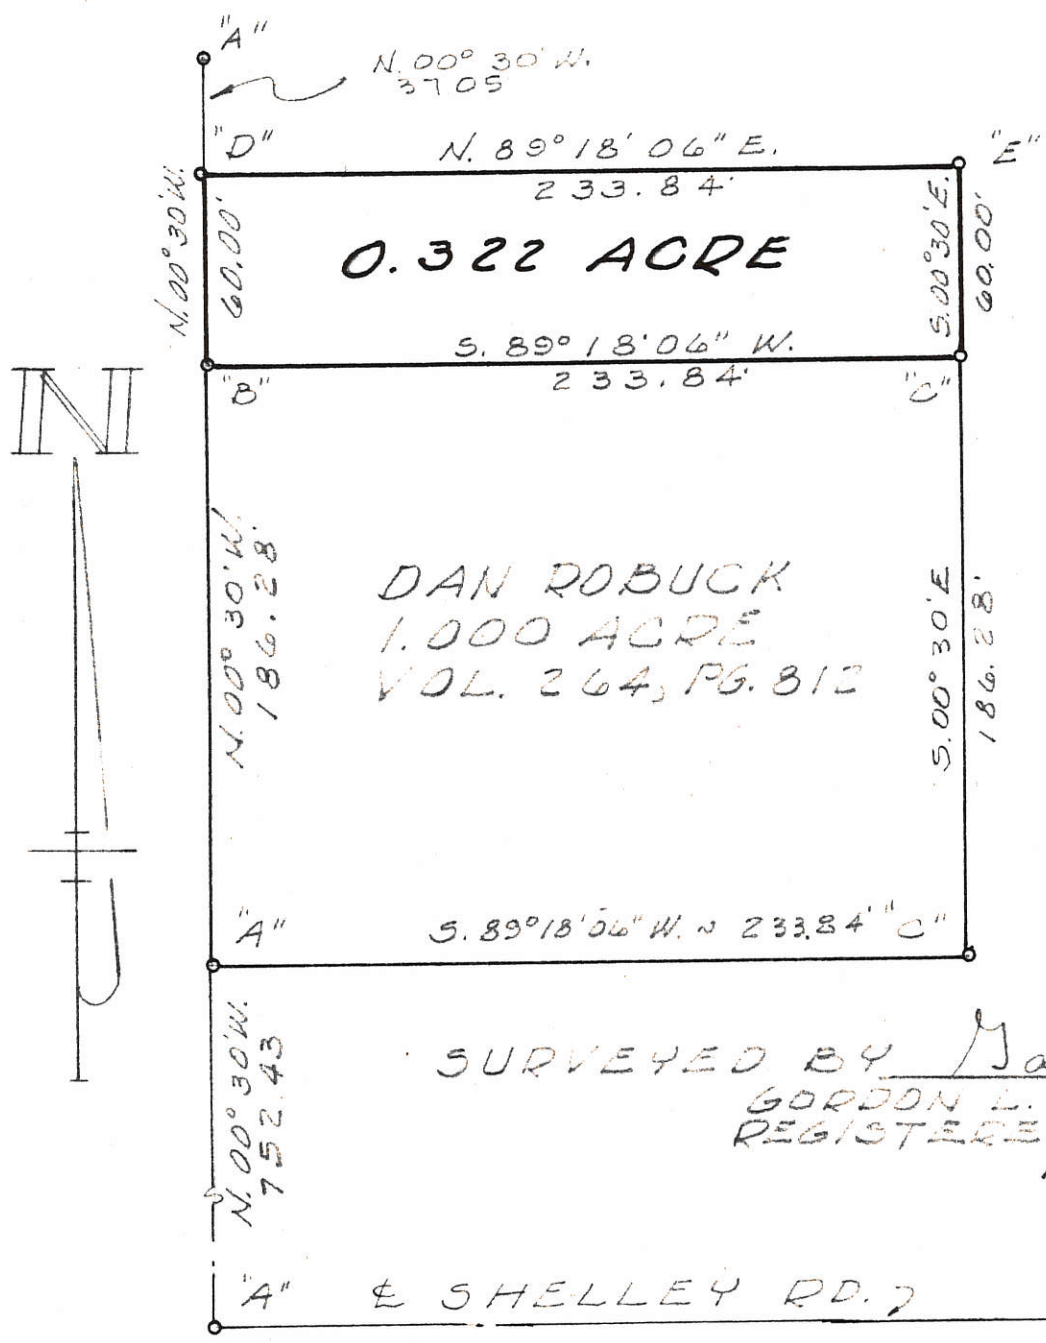 "A"
N. 00° 30' W.
3705
"D"
N. 89° 18' 06" E.
"E"
233.84'
N. 00° 30' W.
60.00'
0.322 ACRE
S. 00° 30' E.
60.00'
S. 89° 18' 06" W.
"B"
233.84'
"C"
N
N. 00° 30' W.
186.28'
DAN ROBUCK
1.000 ACRE
VOL. 264, PG. 812
S. 00° 30' E
186.28'
"A"
S. 89° 18' 06" W. ~ 233.84'
"C"
N. 00° 30' W.
752.43
SURVEYED BY
GORDON L.
REGISTERE
"A"
℄ SHELLEY RD.